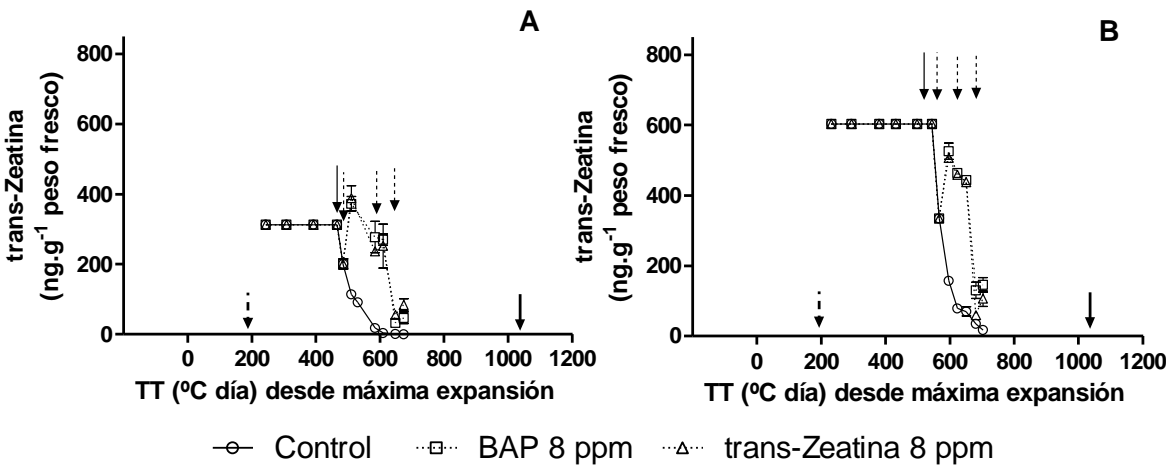 A
trans-Zeatina
(ng.g⁻¹ peso fresco)
800
600
400
200
0
0 200 400 600 800 1000 1200
TT (ºC día) desde máxima expansión
B
trans-Zeatina
(ng.g⁻¹ peso fresco)
800
600
400
200
0
0 200 400 600 800 1000 1200
TT (ºC día) desde máxima expansión
Control BAP 8 ppm trans-Zeatina 8 ppm